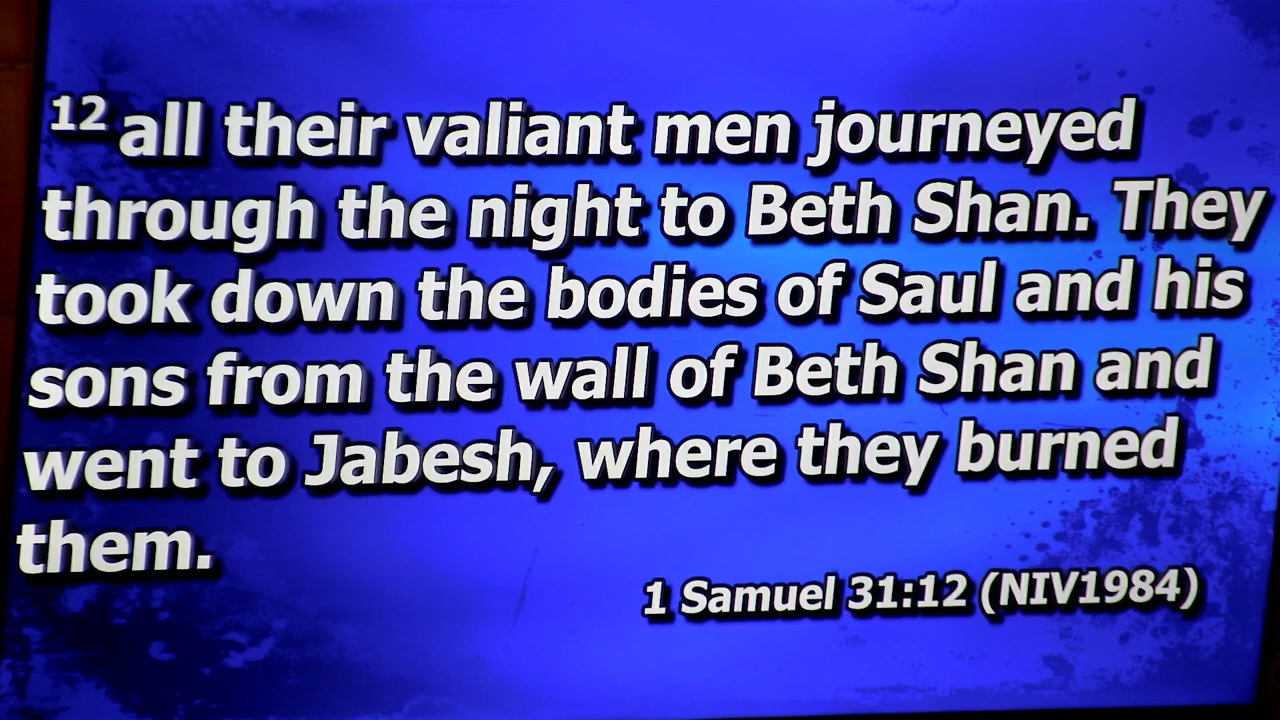 12 all their valiant men journeyed
through the night to Beth Shan. They
took down the bodies of Saul and his
sons from the wall of Beth Shan and
went to Jabesh, where they burned
them.
1 Samuel 31:12 (NIV1984)